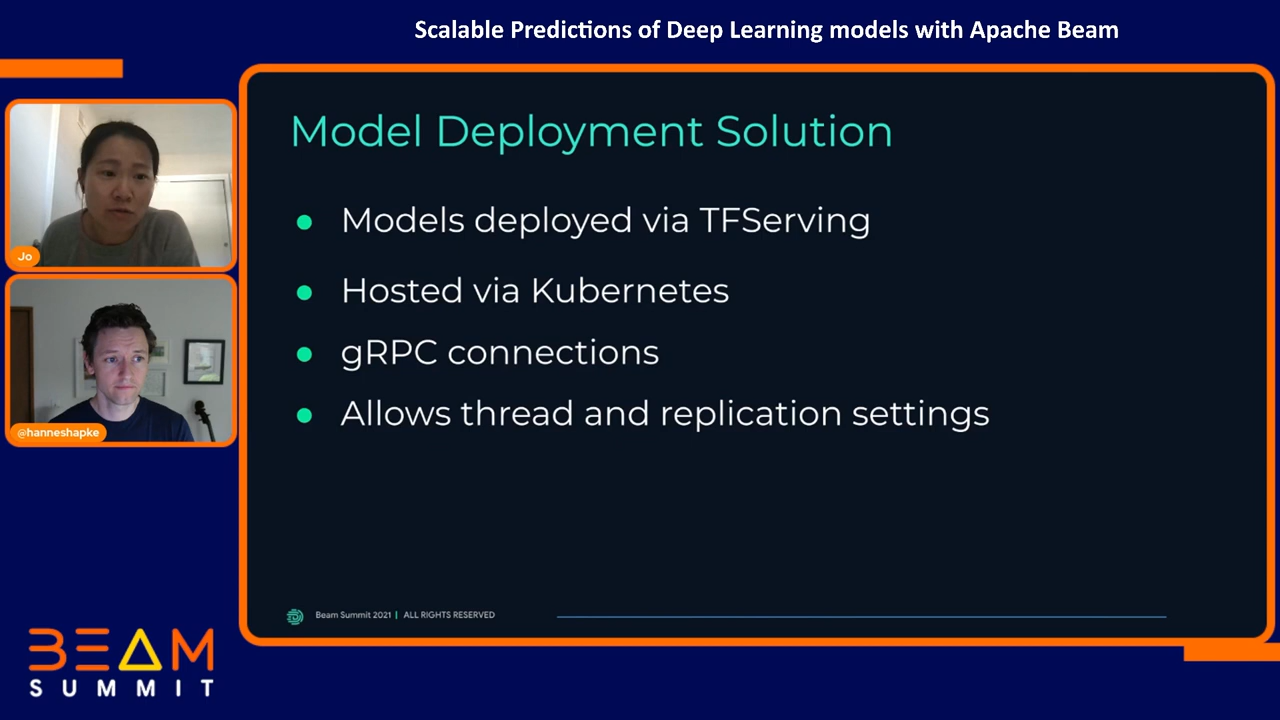 Scalable Predictions of Deep Learning models with Apache Beam
Jo
@hanneshapke
Model Deployment Solution
● Models deployed via TFServing
● Hosted via Kubernetes
● gRPC connections
● Allows thread and replication settings
Beam Summit 2021 | ALL RIGHTS RESERVED
BEAM
SUMMIT